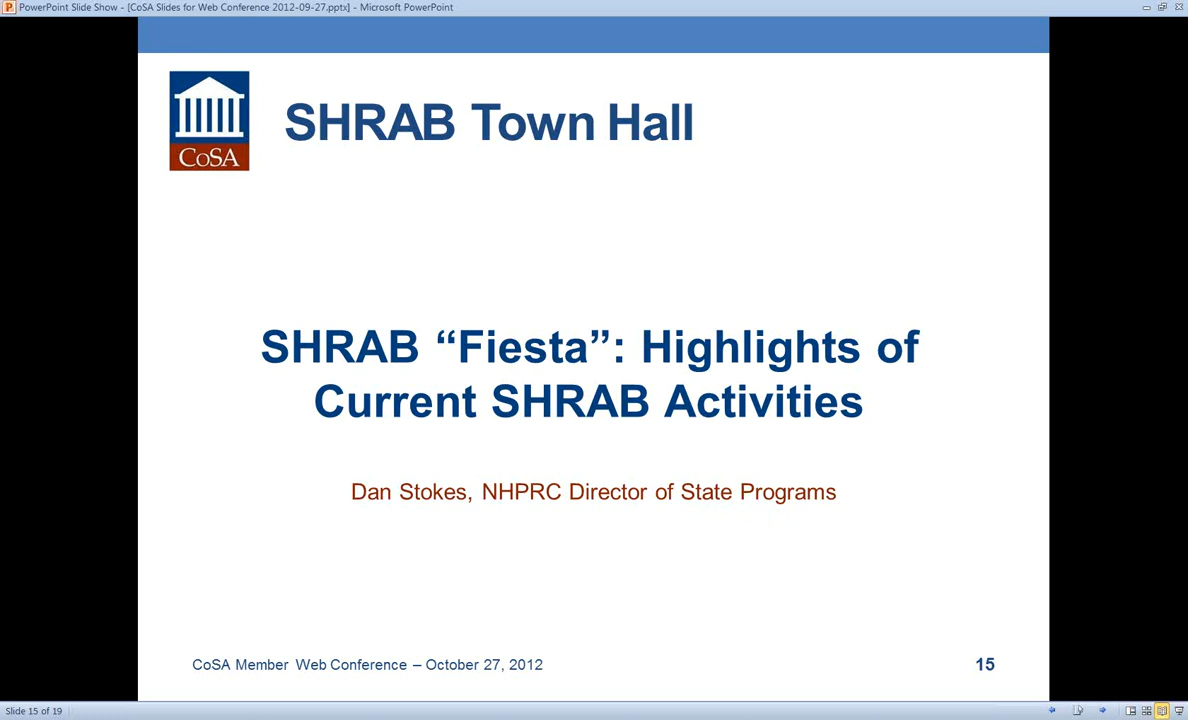 PowerPoint Slide Show - [CoSA Slides for Web Conference 2012-09-27.pptx] - Microsoft PowerPoint
CoSA
SHRAB Town Hall
SHRAB “Fiesta”: Highlights of
Current SHRAB Activities
Dan Stokes, NHPRC Director of State Programs
CoSA Member Web Conference – October 27, 2012
15
Slide 15 of 19